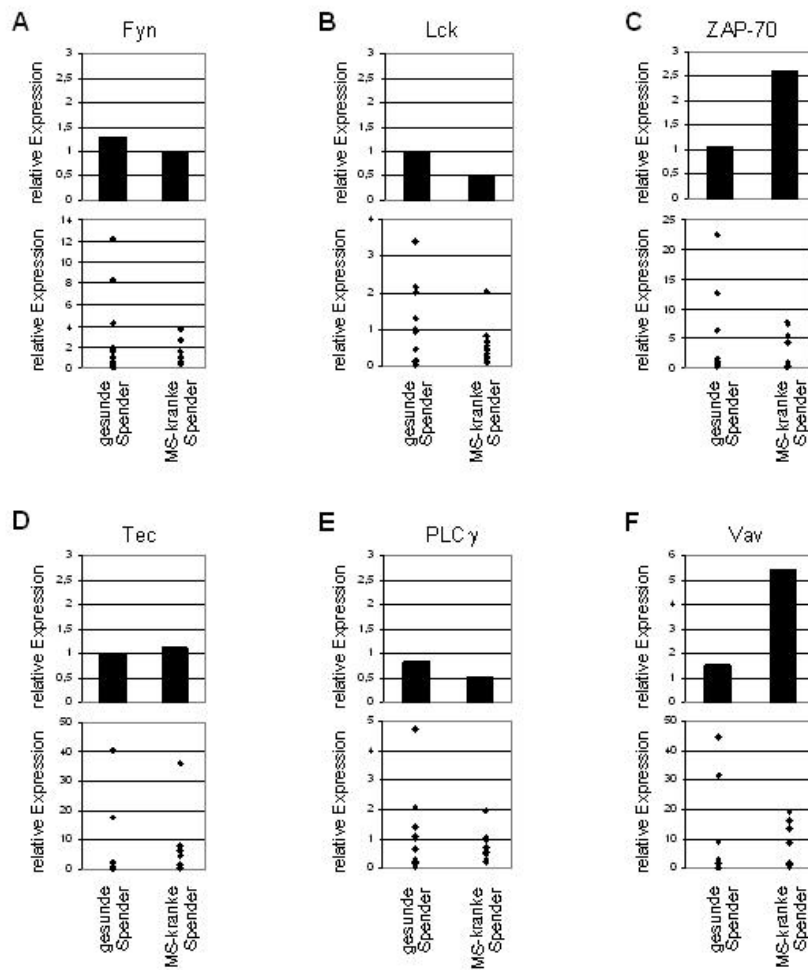 A
Fyn
relative Expression
3
2,5
2
1,5
1
0,5
0
relative Expression
14
12
10
8
6
4
2
0
gesunde
Spender
MS-kranke
Spender
B
Lck
relative Expression
3
2,5
2
1,5
1
0,5
0
relative Expression
4
3
2
1
0
gesunde
Spender
MS-kranke
Spender
C
ZAP-70
relative Expression
3
2,5
2
1,5
1
0,5
0
relative Expression
25
20
15
10
5
0
gesunde
Spender
MS-kranke
Spender
D
Tec
relative Expression
3
2,5
2
1,5
1
0,5
0
relative Expression
50
40
30
20
10
0
gesunde
Spender
MS-kranke
Spender
E
PLC γ
relative Expression
3
2,5
2
1,5
1
0,5
0
relative Expression
5
4
3
2
1
0
gesunde
Spender
MS-kranke
Spender
F
Vav
relative Expression
6
5
4
3
2
1
0
relative Expression
50
40
30
20
10
0
gesunde
Spender
MS-kranke
Spender